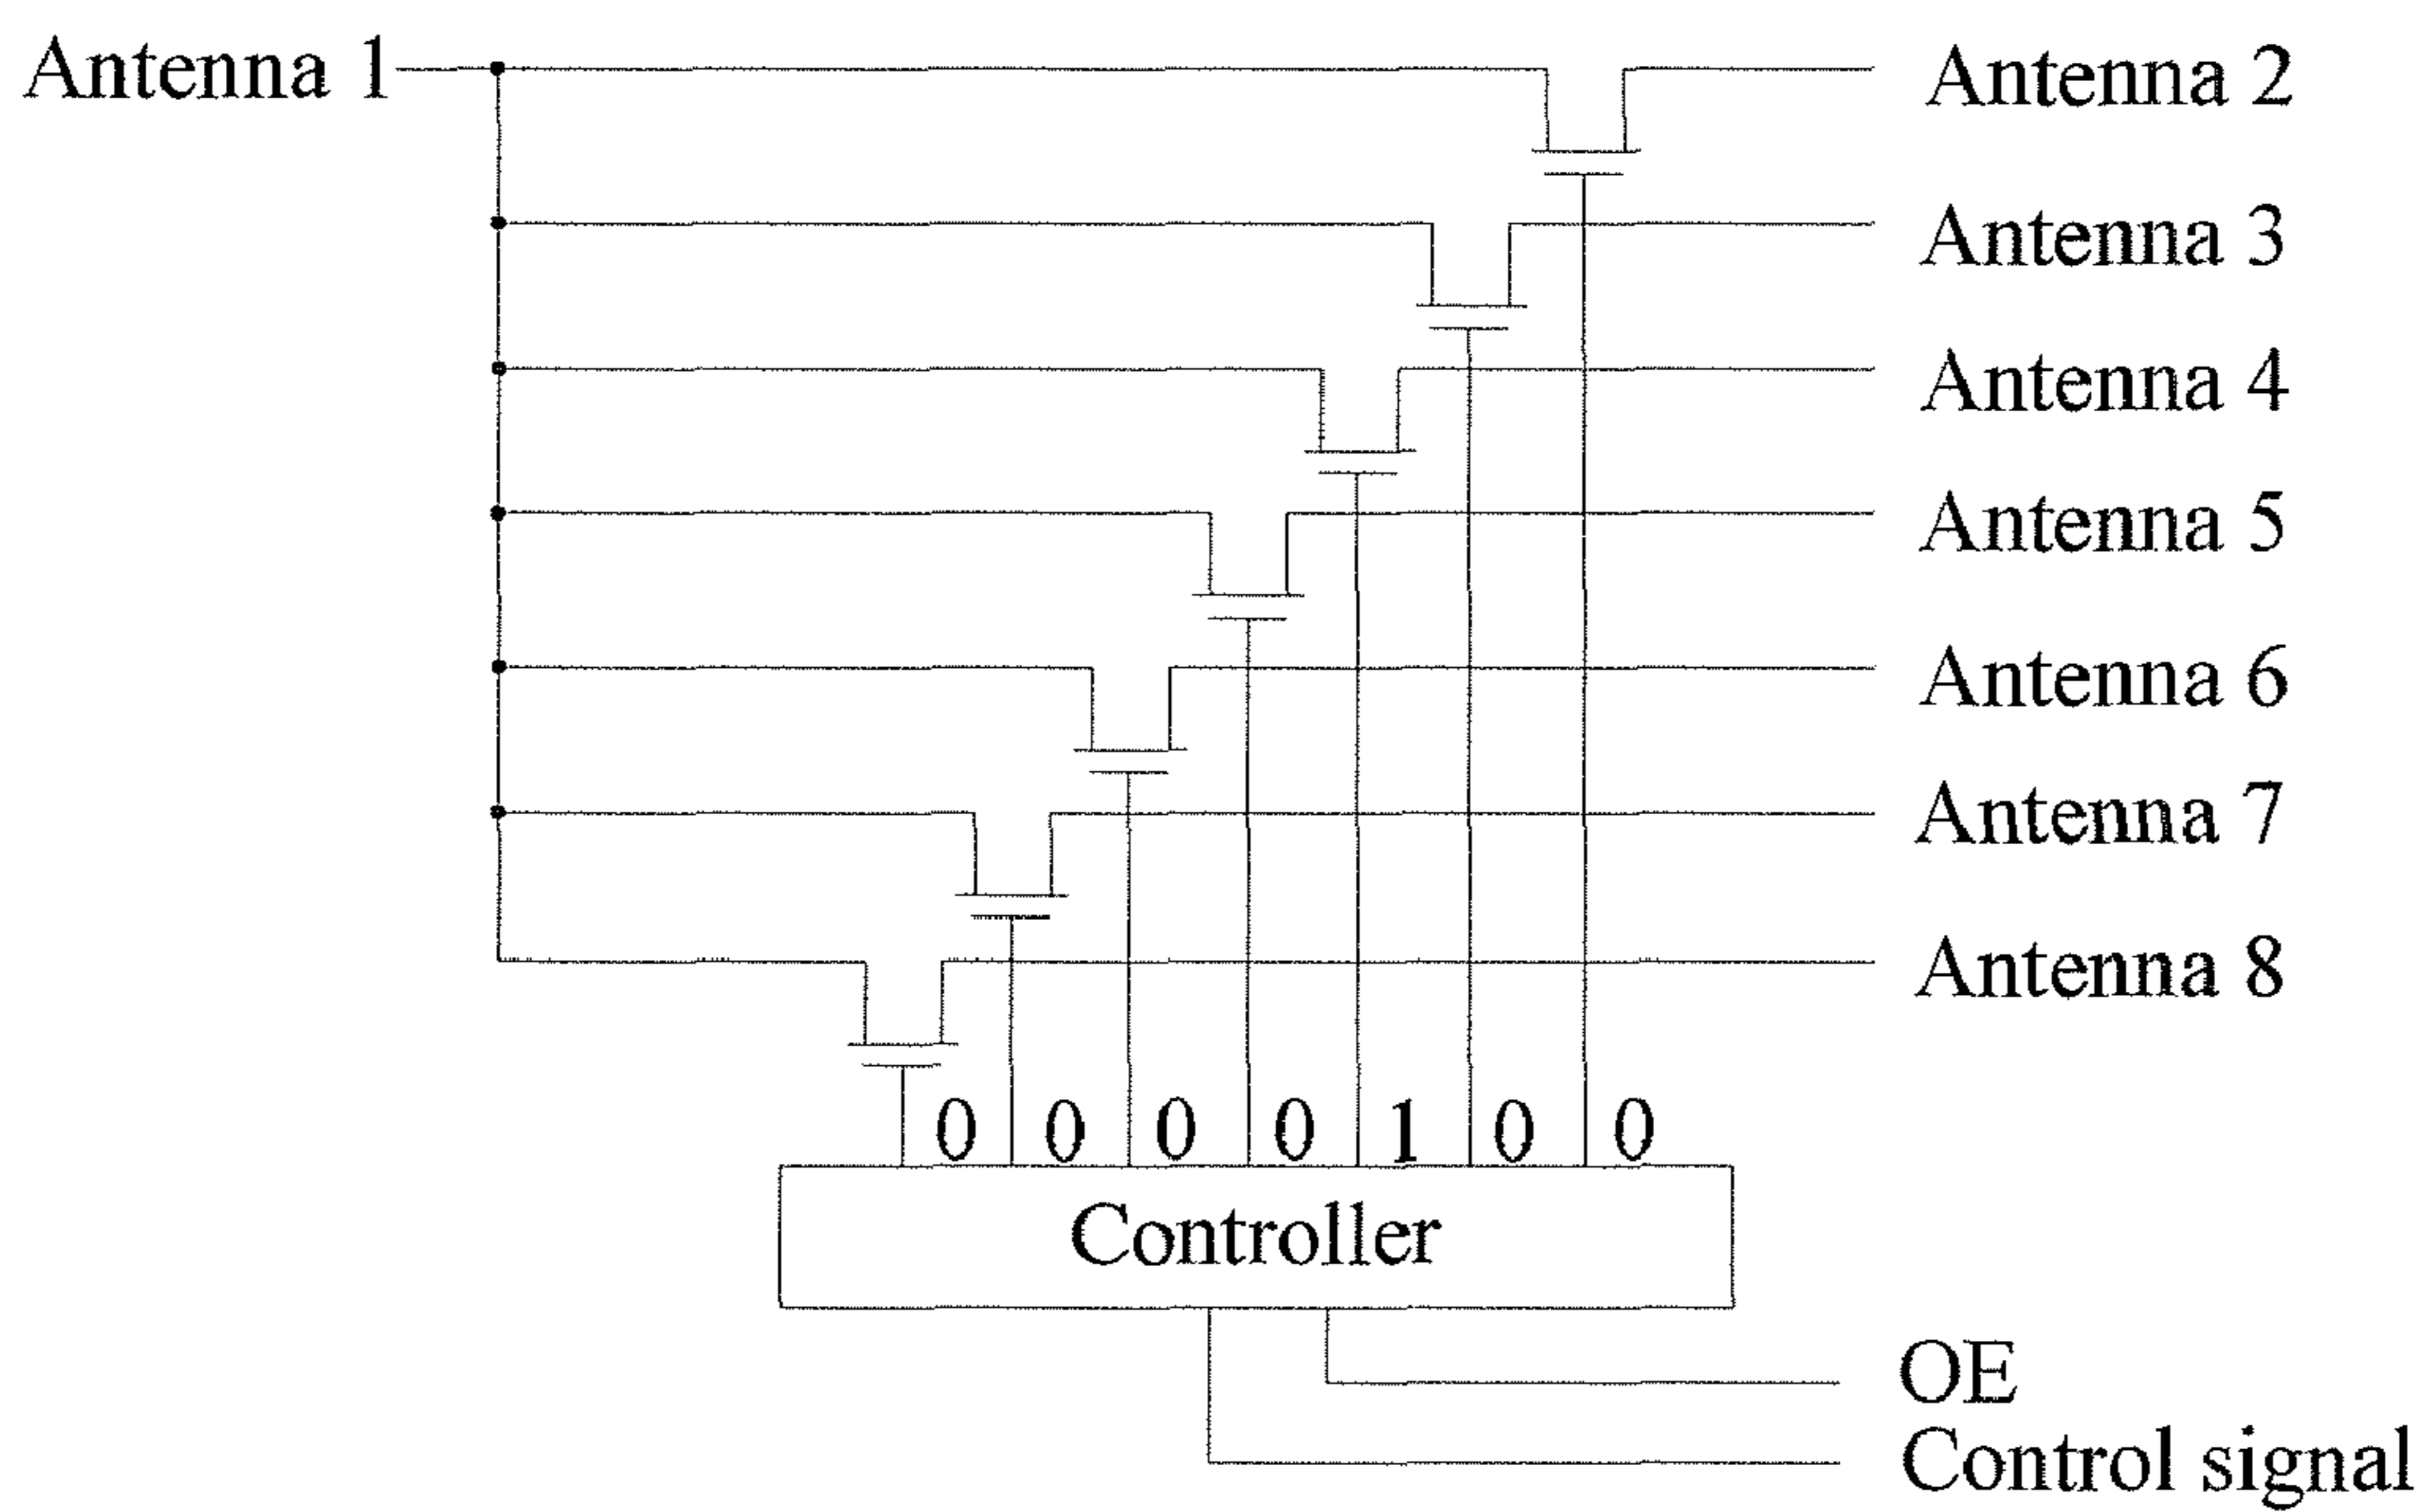 Antenna 1
Antenna 2
Antenna 3
Antenna 4
Antenna 5
Antenna 6
Antenna 7
Antenna 8
0 0 0 0 1 0 0
Controller
OE
Control signal